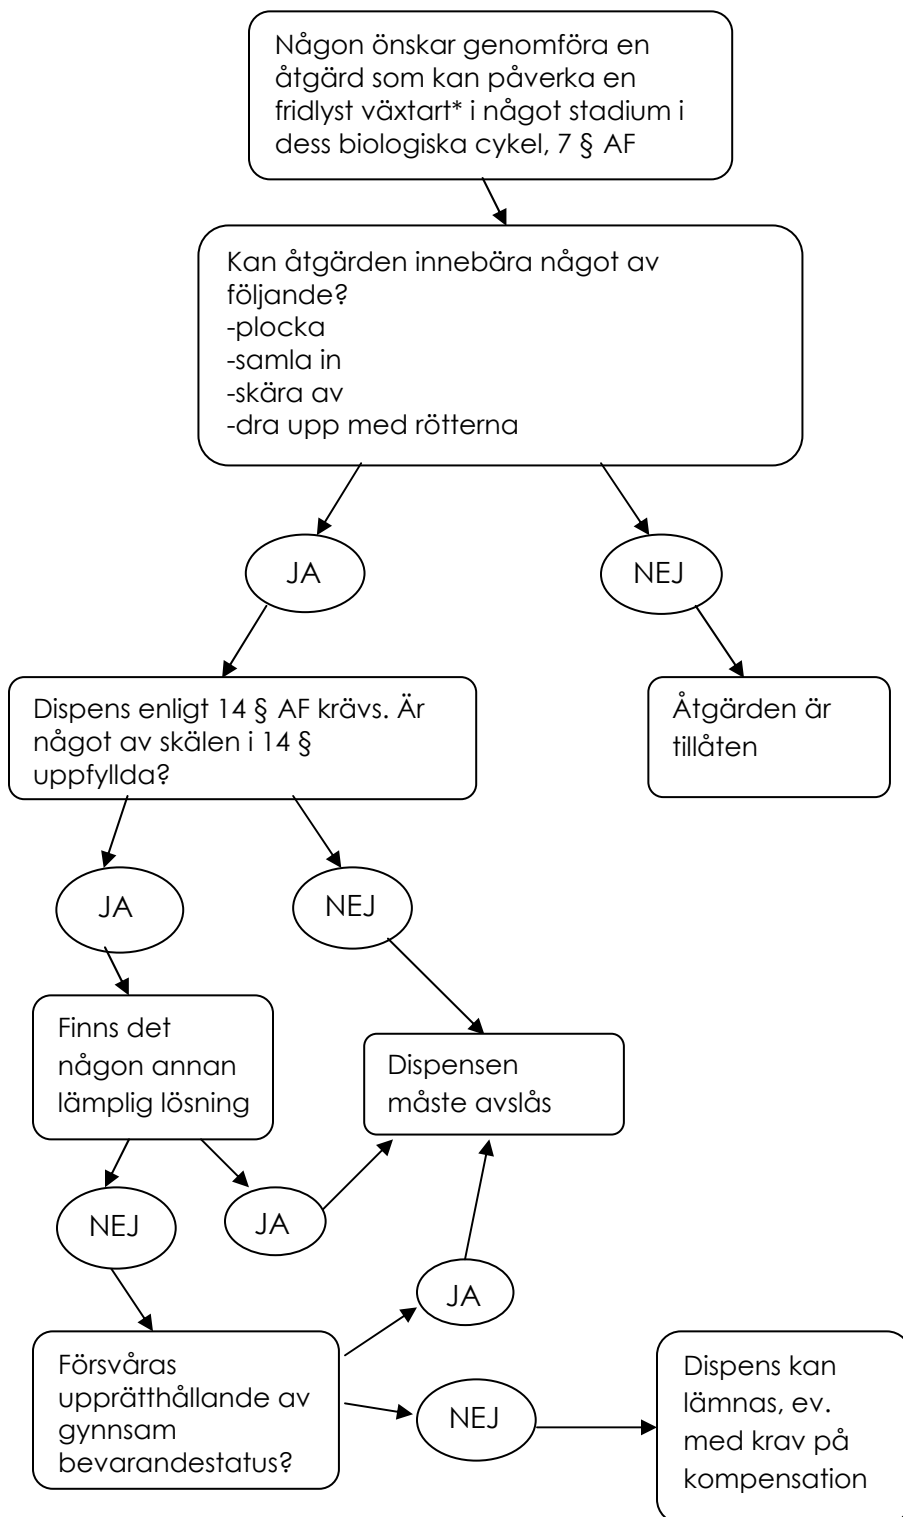 Någon önskar genomföra en
åtgärd som kan påverka en
fridlyst växtart* i något stadium i
dess biologiska cykel, 7 § AF
Kan åtgärden innebära något av
följande?
-plocka
-samla in
-skära av
-dra upp med rötterna
JA
NEJ
Dispens enligt 14 § AF krävs. Är
något av skälen i 14 §
uppfyllda?
Åtgärden är
tillåten
JA
NEJ
Finns det
någon annan
lämplig lösning
Dispensen
måste avslås
NEJ
JA
JA
Försvåras
upprätthållande av
gynnsam
bevarandestatus?
NEJ
Dispens kan
lämnas, ev.
med krav på
kompensation